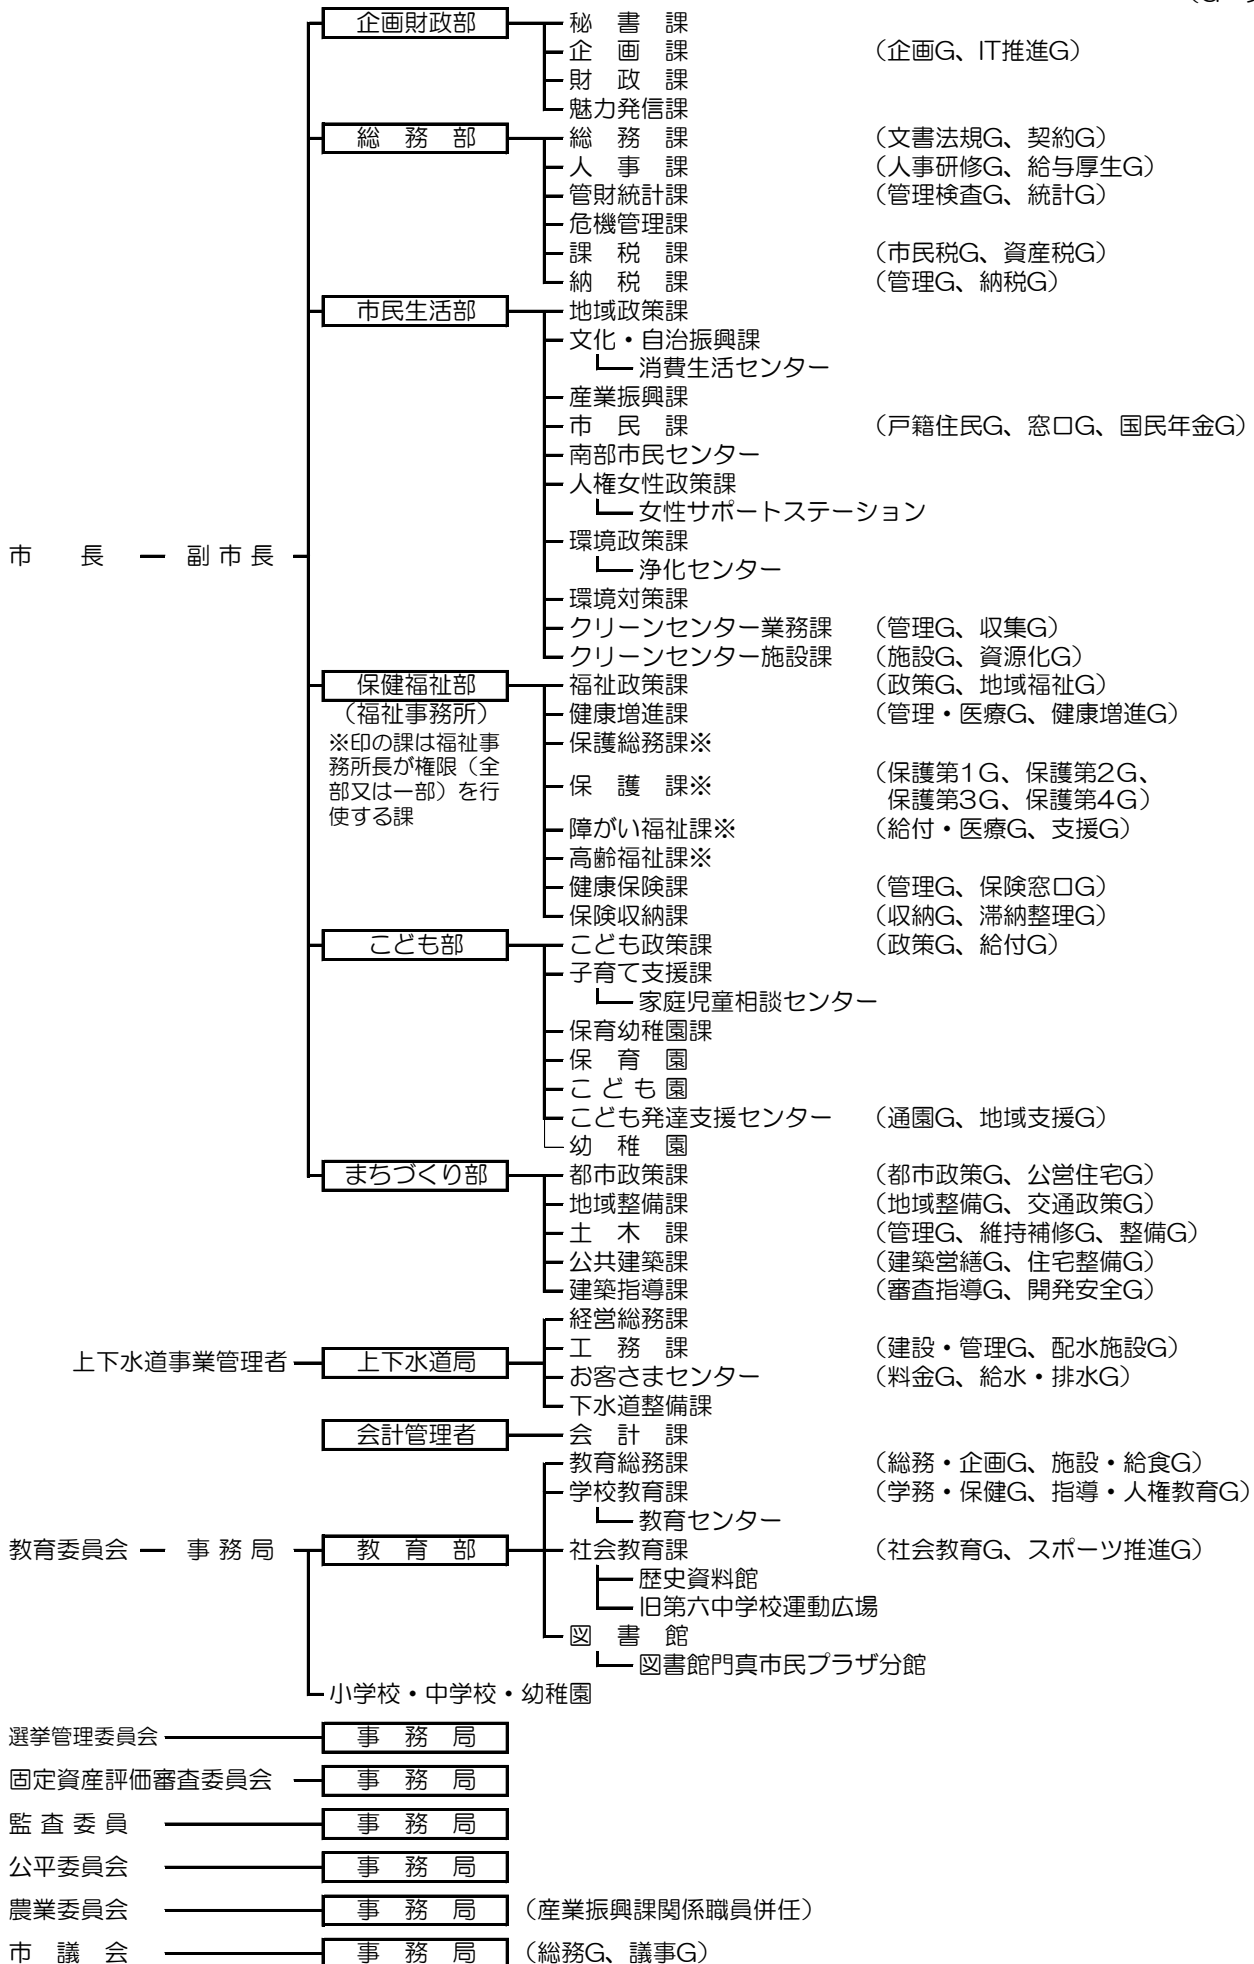 企画財政部 秘書課
企画課 （企画G、IT推進G）
財政課
魅力発信課
総務部 総務課 （文書法規G、契約G）
人事課 （人事研修G、給与厚生G）
管財統計課 （管理検査G、統計G）
危機管理課
課税課 （市民税G、資産税G）
納税課 （管理G、納税G）
市民生活部 地域政策課
文化・自治振興課
消費生活センター
産業振興課
市民課 （戸籍住民G、窓口G、国民年金G）
南部市民センター
人権女性政策課
女性サポートステーション
環境政策課
市長 副市長
浄化センター
環境対策課
クリーンセンター業務課 （管理G、収集G）
クリーンセンター施設課 （施設G、資源化G）
保健福祉部 福祉政策課 （政策G、地域福祉G）
（福祉事務所） 健康増進課 （管理・医療G、健康増進G）
※印の課は福祉事
務所長が権限（全
部又は一部）を行
使する課
保護総務課※
保護課※ （保護第1G、保護第2G、
保護第3G、保護第4G）
障がい福祉課※ （給付・医療G、支援G）
高齢福祉課※
健康保険課 （管理G、保険窓口G）
保険収納課 （収納G、滞納整理G）
こども部 こども政策課 （政策G、給付G）
子育て支援課
家庭児童相談センター
保育幼稚園課
保育園
こども園
こども発達支援センター （通園G、地域支援G）
幼稚園
まちづくり部 都市政策課 （都市政策G、公営住宅G）
地域整備課 （地域整備G、交通政策G）
土木課 （管理G、維持補修G、整備G）
公共建築課 （建築営繕G、住宅整備G）
建築指導課 （審査指導G、開発安全G）
経営総務課
工務課 （建設・管理G、配水施設G）
上下水道事業管理者 上下水道局
お客さまセンター （料金G、給水・排水G）
下水道整備課
会計管理者 会計課
教育総務課 （総務・企画G、施設・給食G）
学校教育課 （学務・保健G、指導・人権教育G）
教育センター
教育委員会 事務局 教育部 社会教育課 （社会教育G、スポーツ推進G）
歴史資料館
旧第六中学校運動広場
図書館
図書館門真市民プラザ分館
小学校・中学校・幼稚園
選挙管理委員会 事務局
固定資産評価審査委員会 事務局
監査委員 事務局
公平委員会 事務局
農業委員会 事務局 （産業振興課関係職員併任）
市議会 事務局 （総務G、議事G）